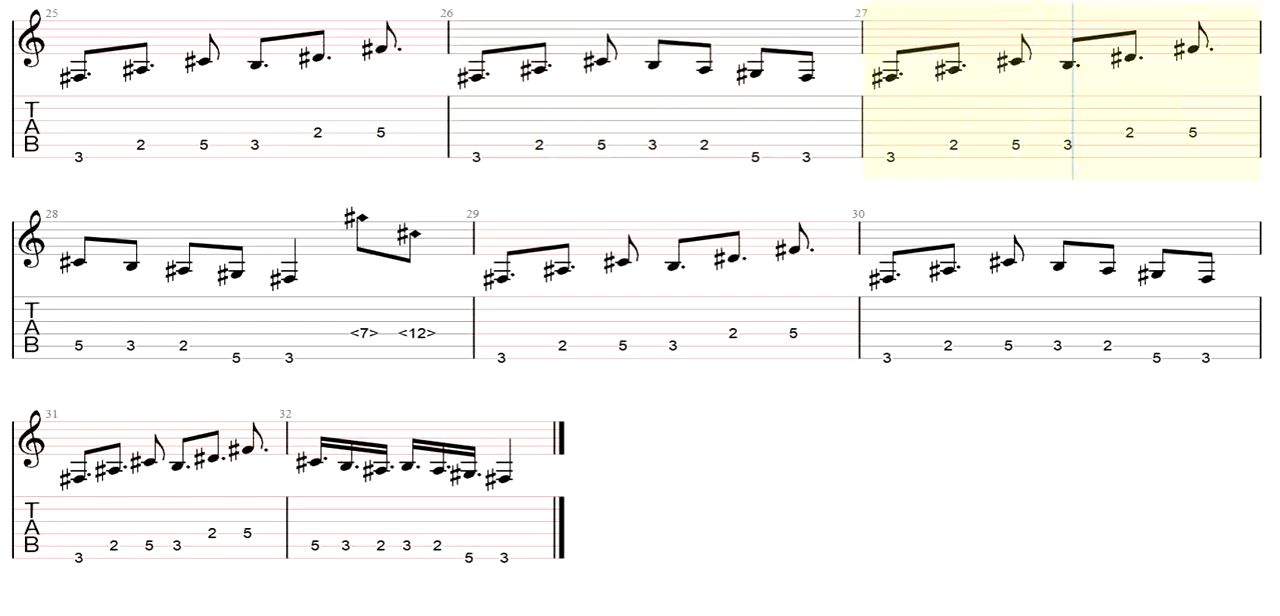 25 26 27
T
A 2 5 2 5
B 2 5 3 2 5 3 2 2 5 3
3 3 5 3 3
28 29 30
T
A <7> <12> 2 5
B 5 3 2 2 5 3 2 5 3 2
5 3 3 3 5 3
31 32
T
A 2 5
B 2 5 3 5 3 2 3 2
3 5 3